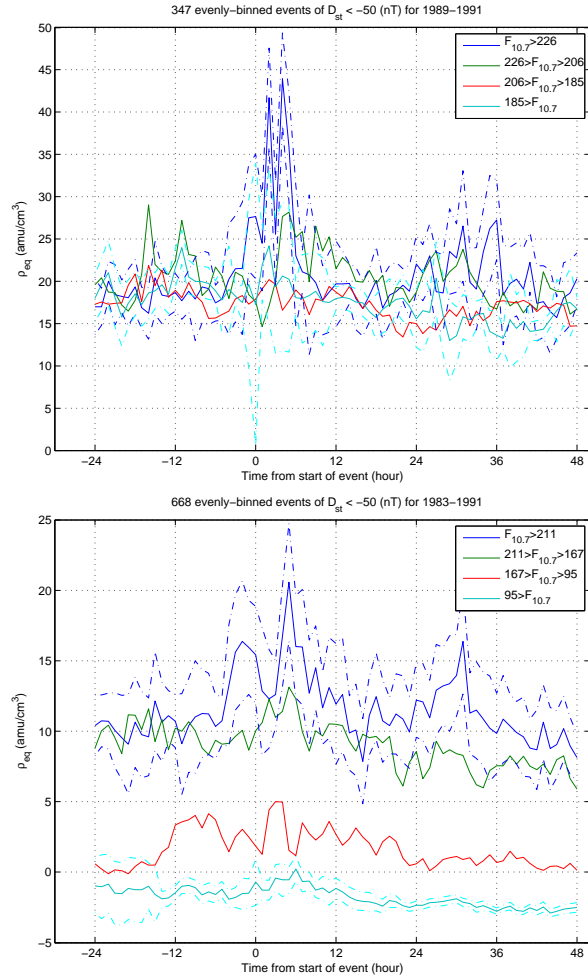 347 evenly-binned events of D_st < −50 (nT) for 1989−1991
50
45
40
35
30
25
20
15
10
5
0
ρ_eq (amu/cm³)
F_10.7>226
226>F_10.7>206
206>F_10.7>185
185>F_10.7
−24 −12 0 12 24 36 48
Time from start of event (hour)
668 evenly-binned events of D_st < −50 (nT) for 1983−1991
25
20
15
10
5
0
−5
ρ_eq (amu/cm³)
F_10.7>211
211>F_10.7>167
167>F_10.7>95
95>F_10.7
−24 −12 0 12 24 36 48
Time from start of event (hour)